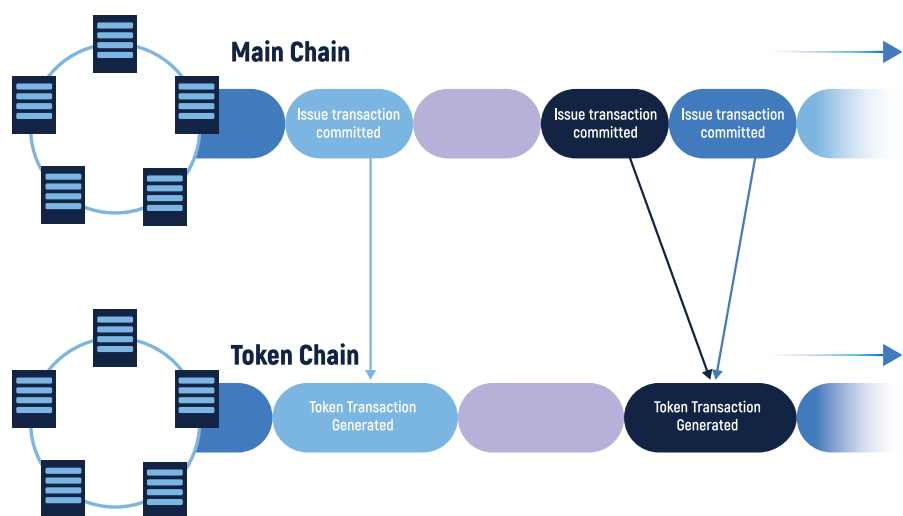 Main Chain
Issue transaction
committed
Issue transaction
committed
Issue transaction
committed
Token Chain
Token Transaction
Generated
Token Transaction
Generated